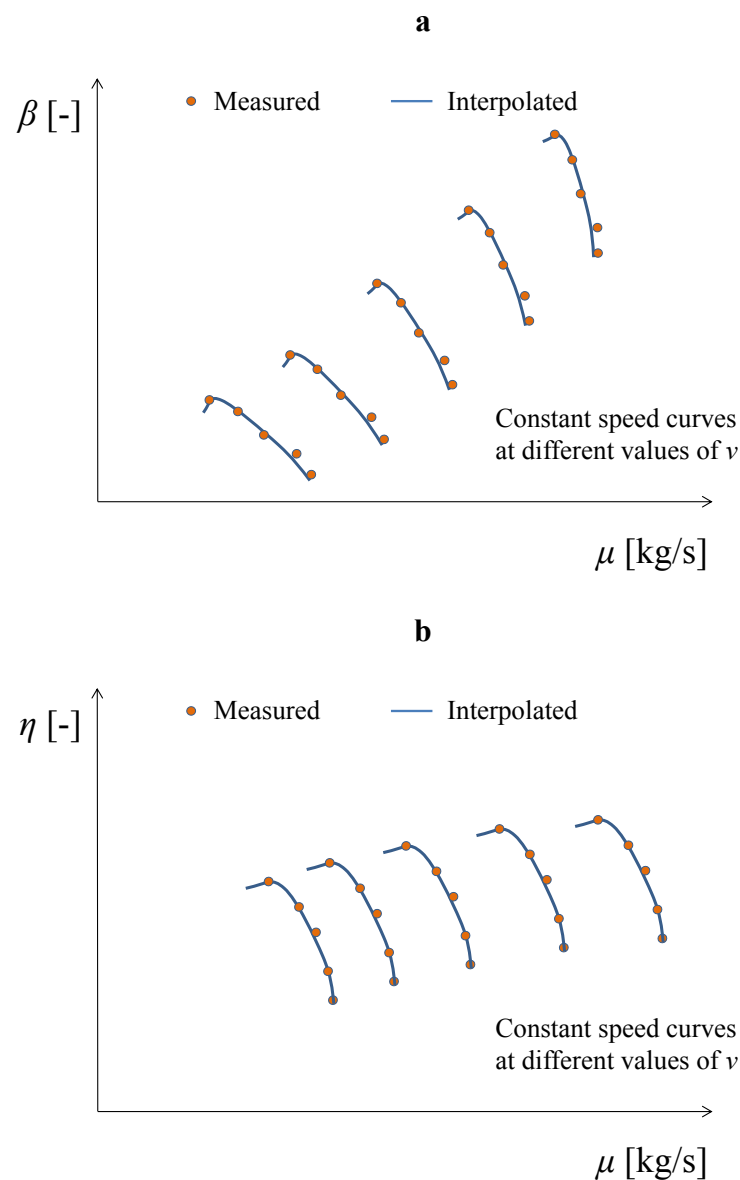 a
β [-]
Measured
Interpolated
Constant speed curves
at different values of ν
μ [kg/s]
b
η [-]
Measured
Interpolated
Constant speed curves
at different values of ν
μ [kg/s]